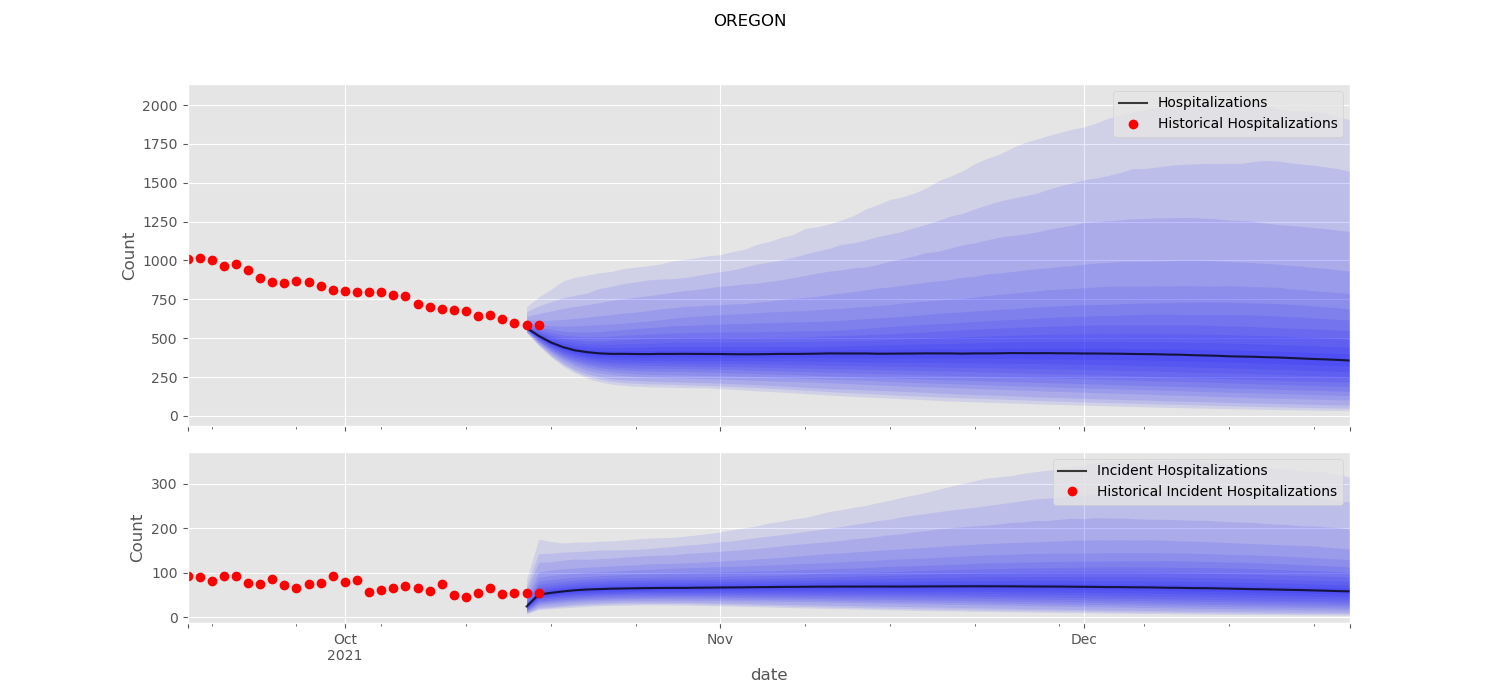 OREGON
Count
2000
1750
1500
1250
1000
750
500
250
0
Hospitalizations
Historical Hospitalizations
Count
300
200
100
0
Incident Hospitalizations
Historical Incident Hospitalizations
Oct
2021
Nov
Dec
date